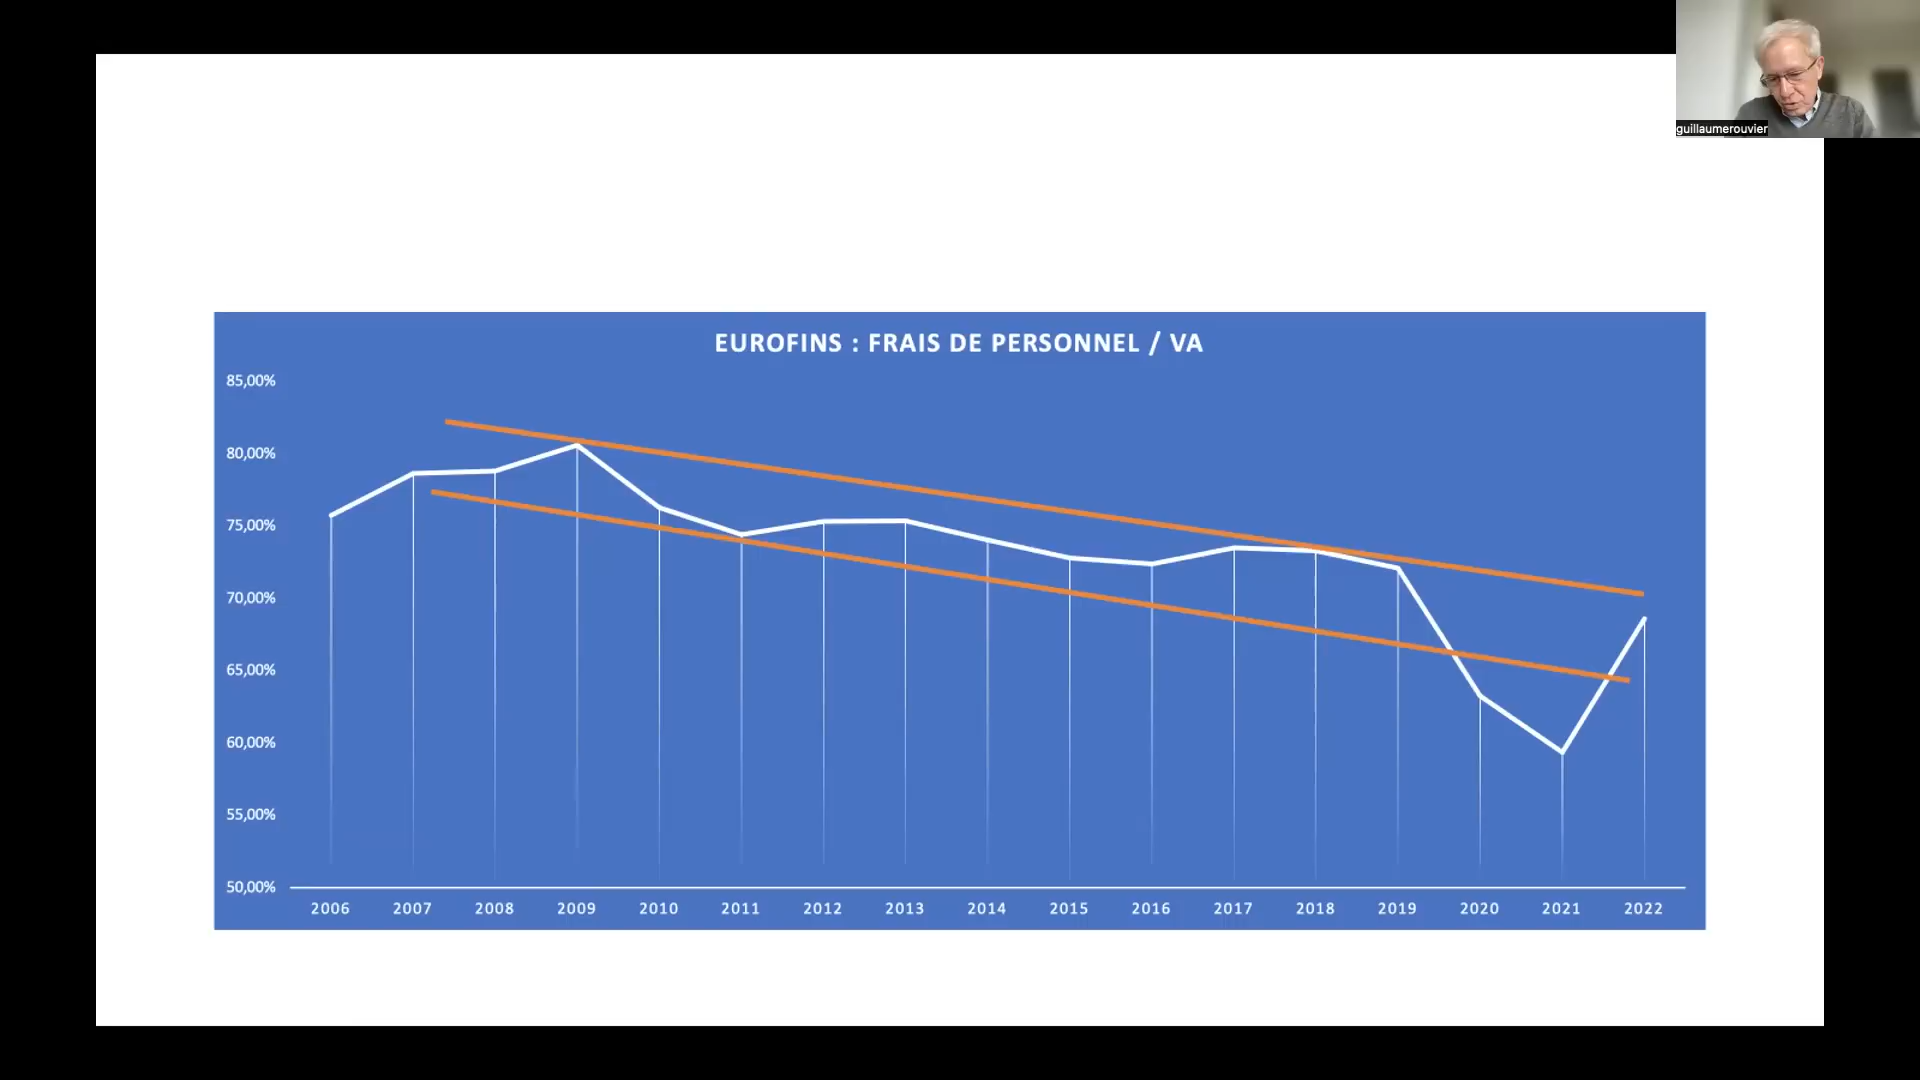 guillaumerouvier
EUROFINS : FRAIS DE PERSONNEL / VA
85,00%
80,00%
75,00%
70,00%
65,00%
60,00%
55,00%
50,00%
2006 2007 2008 2009 2010 2011 2012 2013 2014 2015 2016 2017 2018 2019 2020 2021 2022